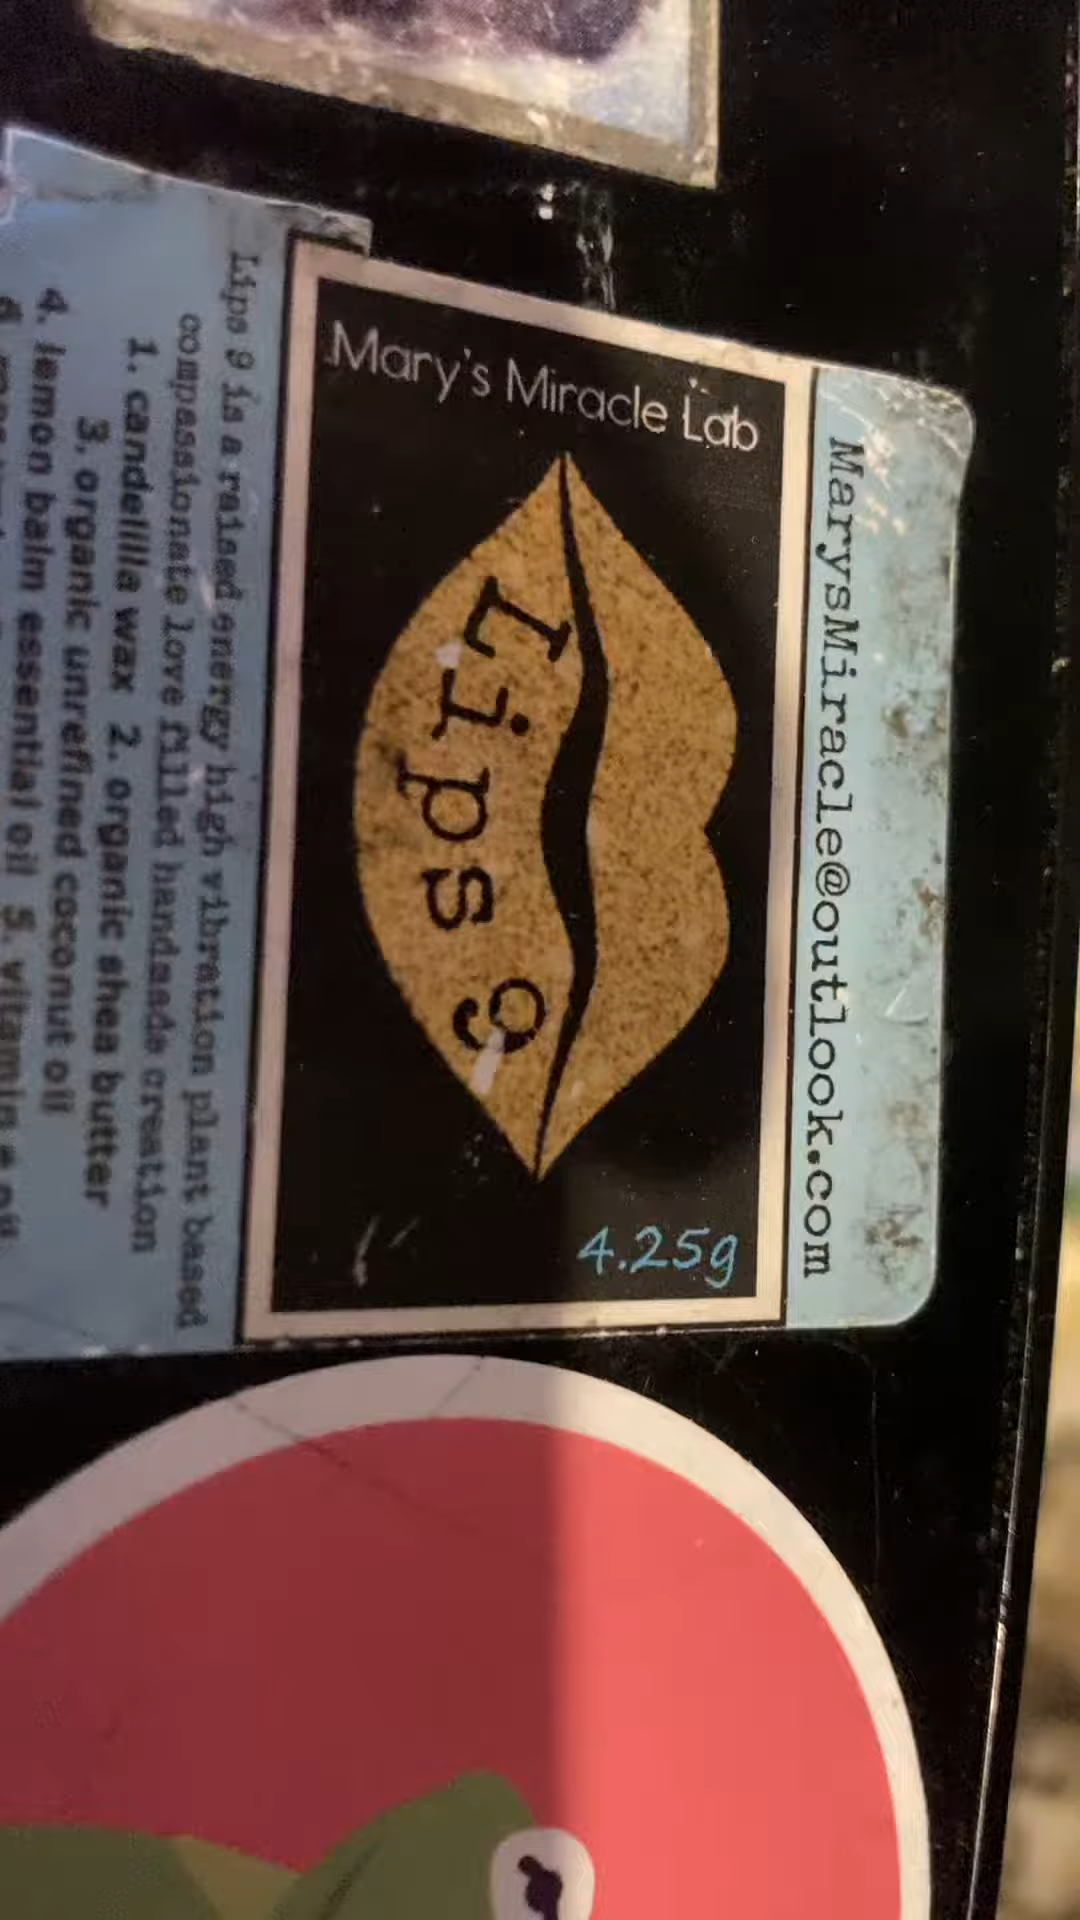 MarysMiracle@outlook.com
Mary's Miracle Lab
Lips 9
4.25g
Lips 9 is a raised energy high vibration plant based
compassionate love filled handmade creation
1. candelilla wax 2. organic shea butter
3. organic unrefined coconut oil
4. lemon balm essential oil 5. vitamin e oil